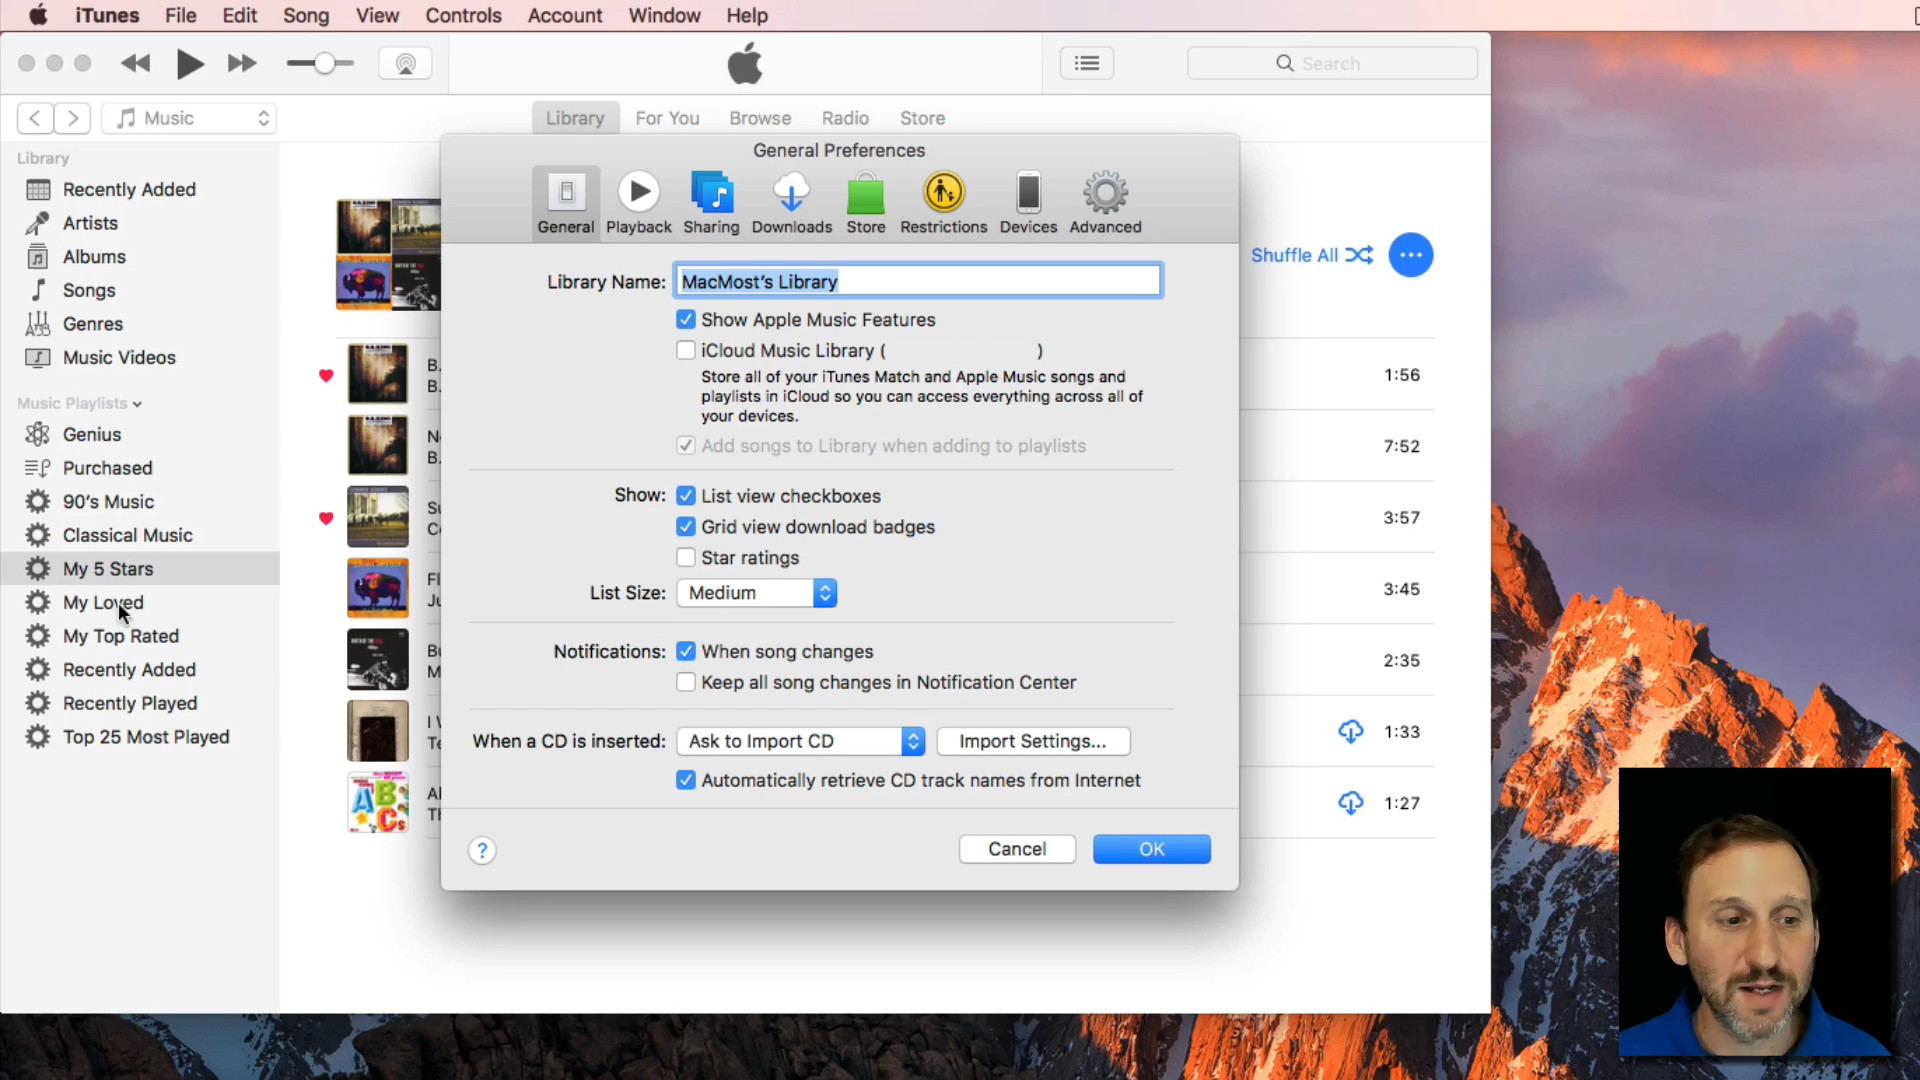 iTunes File Edit Song View Controls Account Window Help
Search
Music
Library For You Browse Radio Store
Library
Recently Added
Artists
Albums
Songs
Genres
Music Videos
Music Playlists
Genius
Purchased
90's Music
Classical Music
My 5 Stars
My Loved
My Top Rated
Recently Added
Recently Played
Top 25 Most Played
General Preferences
General Playback Sharing Downloads Store Restrictions Devices Advanced
Library Name: MacMost's Library
Show Apple Music Features
iCloud Music Library ( )
Store all of your iTunes Match and Apple Music songs and
playlists in iCloud so you can access everything across all of
your devices.
Add songs to Library when adding to playlists
Show: List view checkboxes
Grid view download badges
Star ratings
List Size: Medium
Notifications: When song changes
Keep all song changes in Notification Center
When a CD is inserted: Ask to Import CD Import Settings...
Automatically retrieve CD track names from Internet
? Cancel OK
Shuffle All
1:56
7:52
3:57
3:45
2:35
1:33
1:27